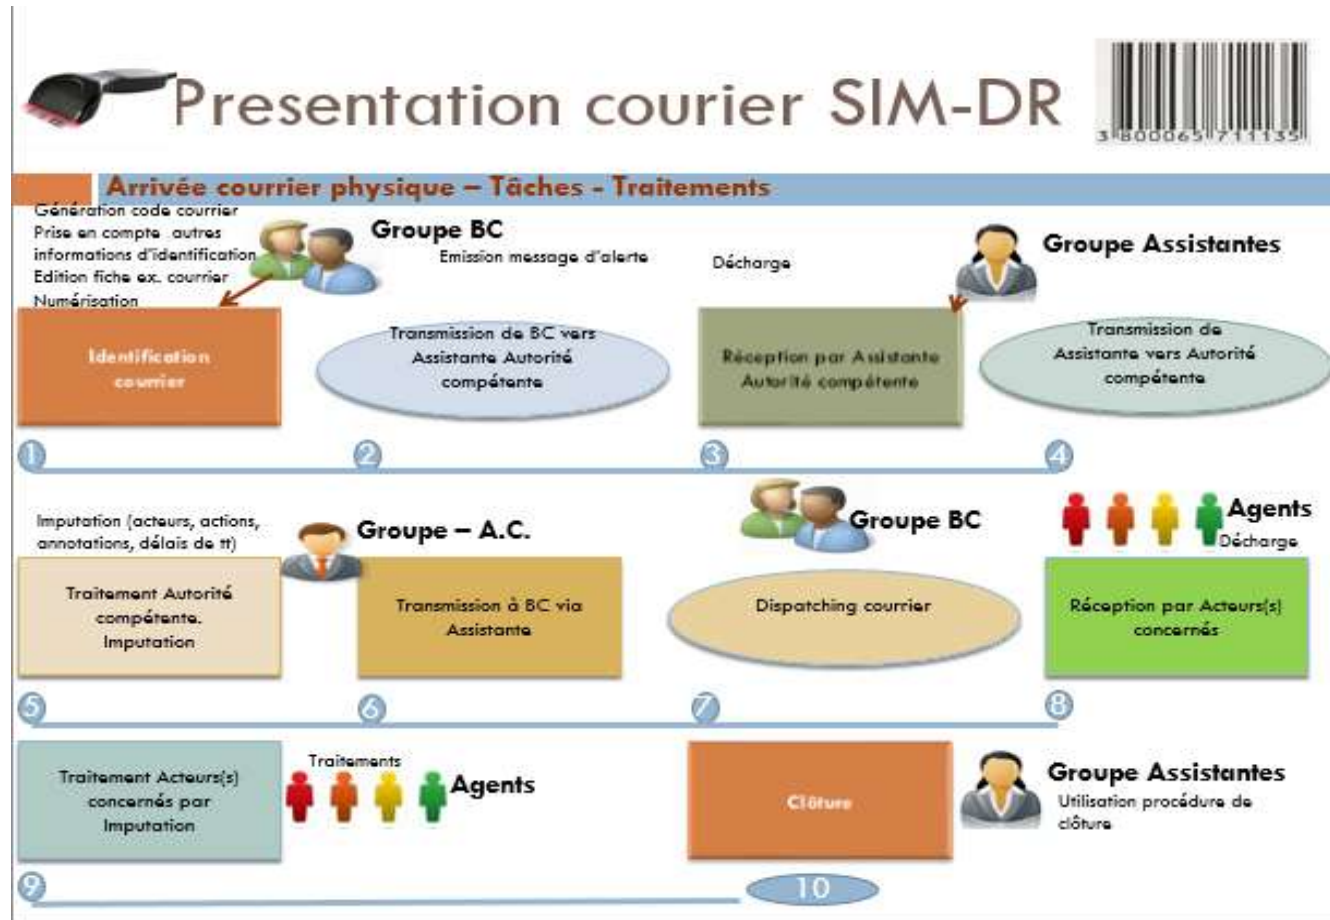 Presentation courier SIM-DR
3 800065 711135
Arrivée courrier physique – Tâches - Traitements
Génération code courrier
Prise en compte autres
informations d'identification
Edition fiche ex. courrier
Numérisation
Groupe BC
Emission message d'alerte
Décharge
Groupe Assistantes
Identification
courrier
Transmission de BC vers
Assistante Autorité
compétente
Réception par Assistante
Autorité compétente
Transmission de
Assistante vers Autorité
compétente
1
2
3
4
Imputation (acteurs, actions,
annotations, délais de tt)
Groupe – A.C.
Groupe BC
Agents
Décharge
Traitement Autorité
compétente.
Imputation
Transmission à BC via
Assistante
Dispatching courrier
Réception par Acteurs(s)
concernés
5
6
7
8
Traitement Acteurs(s)
concernés par
Imputation
Traitements
Agents
Clôture
Groupe Assistantes
Utilisation procédure de
clôture
9
10